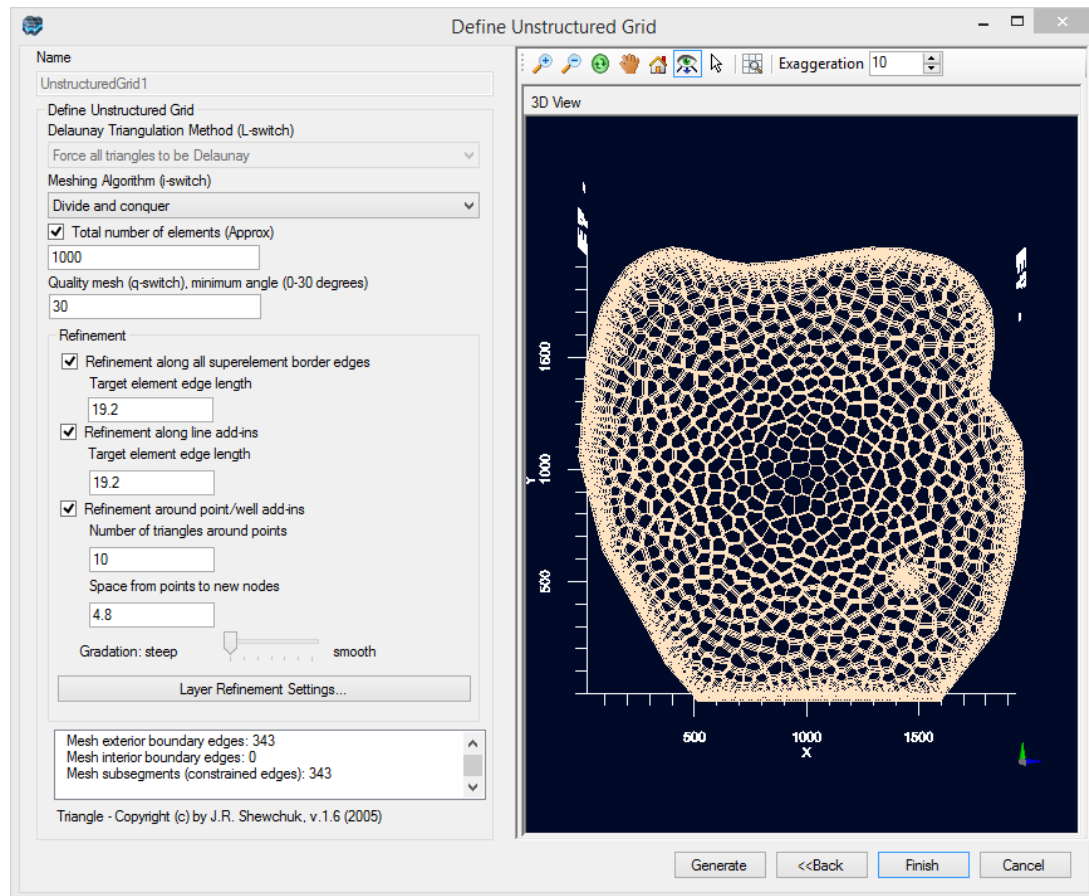 Define Unstructured Grid
Name
UnstructuredGrid1
Define Unstructured Grid
Delaunay Triangulation Method (L-switch)
Force all triangles to be Delaunay
Meshing Algorithm (i-switch)
Divide and conquer
Total number of elements (Approx)
1000
Quality mesh (q-switch), minimum angle (0-30 degrees)
30
Refinement
Refinement along all superelement border edges
Target element edge length
19.2
Refinement along line add-ins
Target element edge length
19.2
Refinement around point/well add-ins
Number of triangles around points
10
Space from points to new nodes
4.8
Gradation: steep smooth
Layer Refinement Settings...
Mesh exterior boundary edges: 343
Mesh interior boundary edges: 0
Mesh subsegments (constrained edges): 343
Triangle - Copyright (c) by J.R. Shewchuk, v.1.6 (2005)
Exaggeration 10
3D View
1500
1000
Y
500
500 1000 1500
X
Generate <<Back Finish Cancel